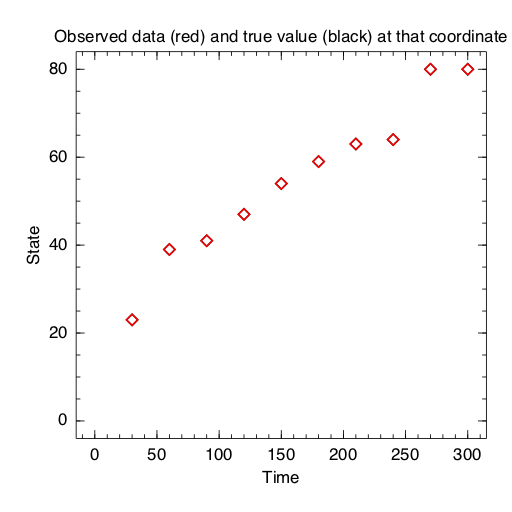 Observed data (red) and true value (black) at that coordinate
80
60
40
20
0
State
0 50 100 150 200 250 300
Time